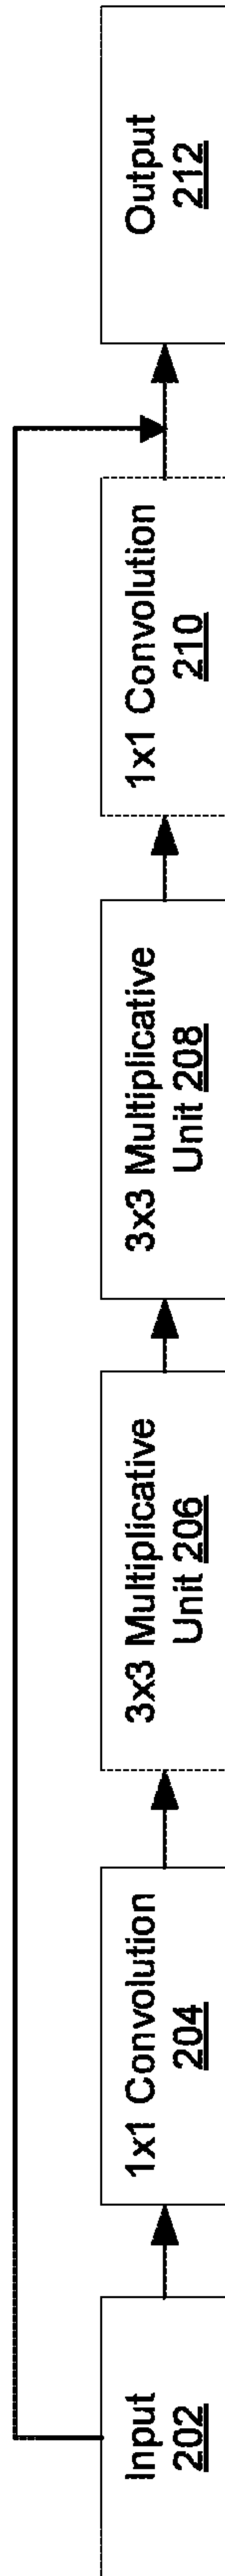 Input
202
1x1 Convolution
204
3x3 Multiplicative
Unit 206
3x3 Multiplicative
Unit 208
1x1 Convolution
210
Output
212